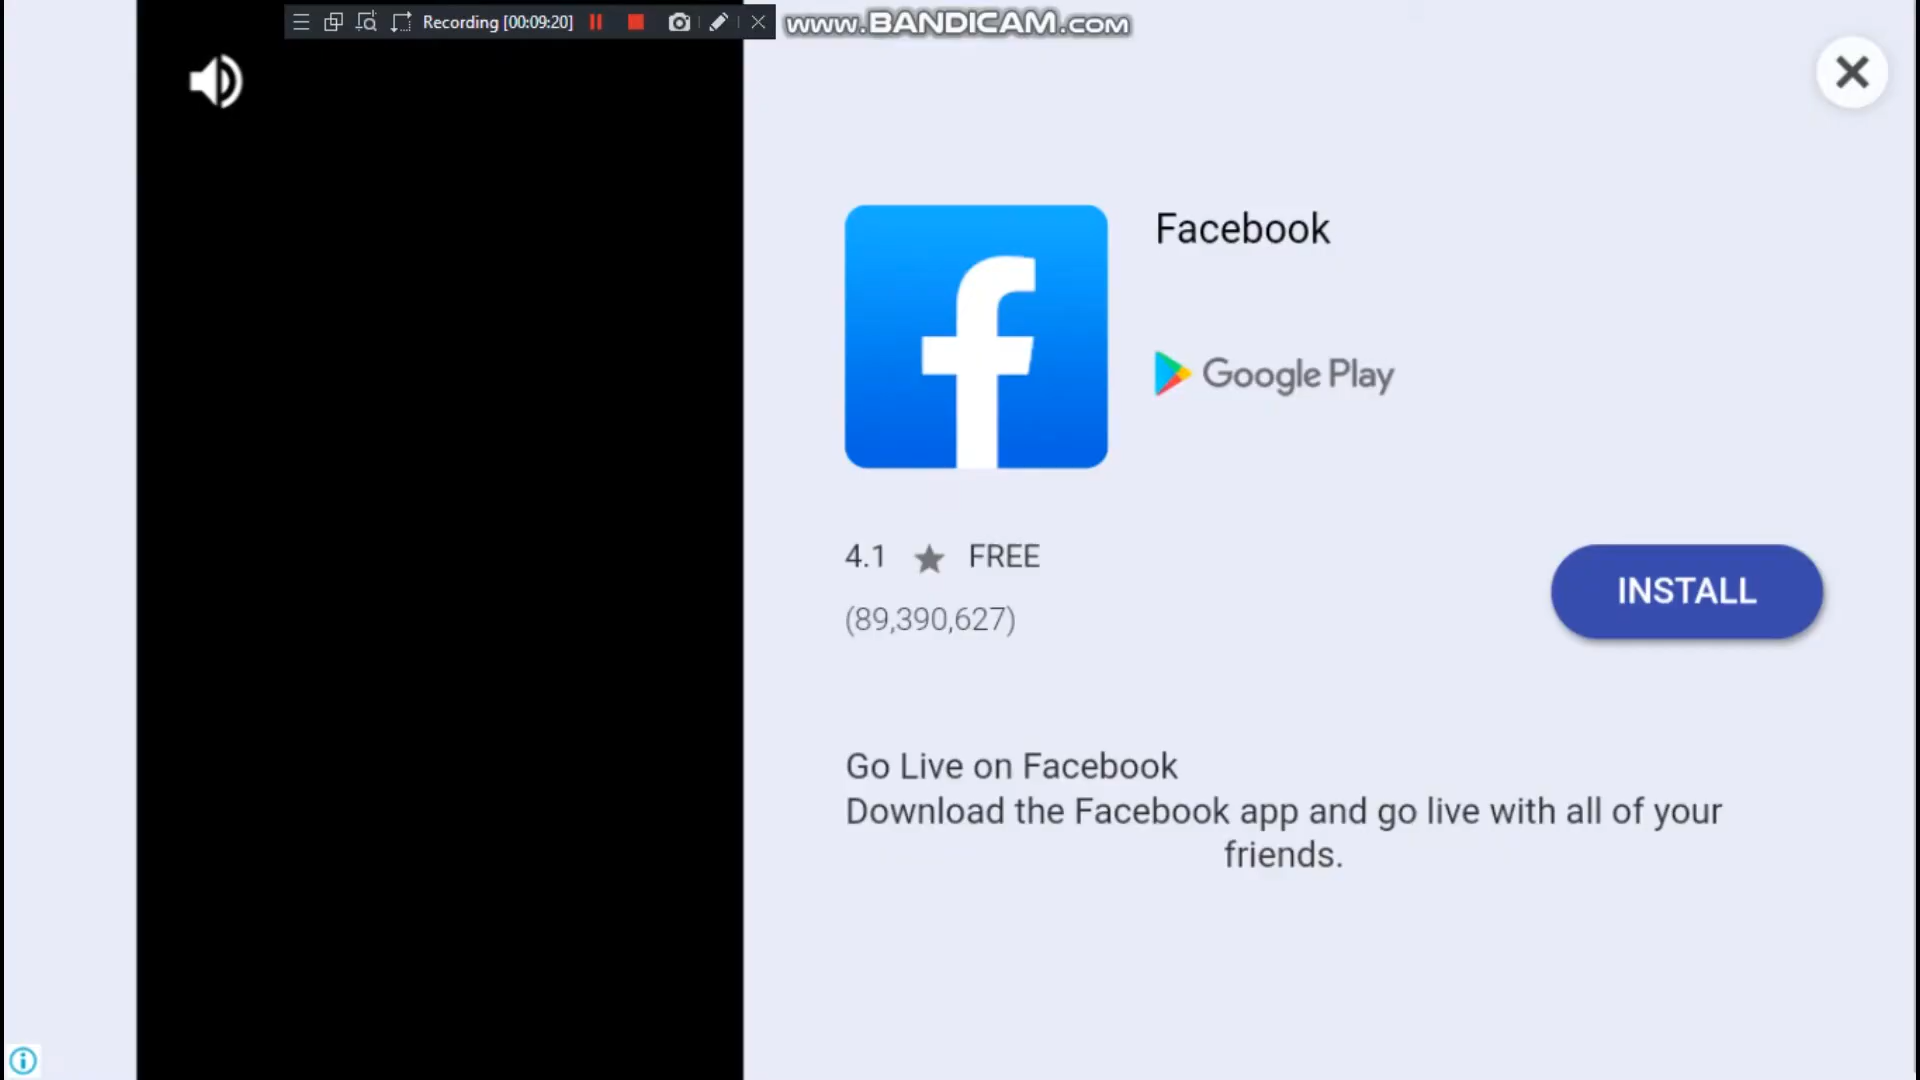 Recording [00:09:20]
www.BANDICAM.com
Facebook
Google Play
4.1 FREE
(89,390,627)
INSTALL
Go Live on Facebook
Download the Facebook app and go live with all of your
friends.